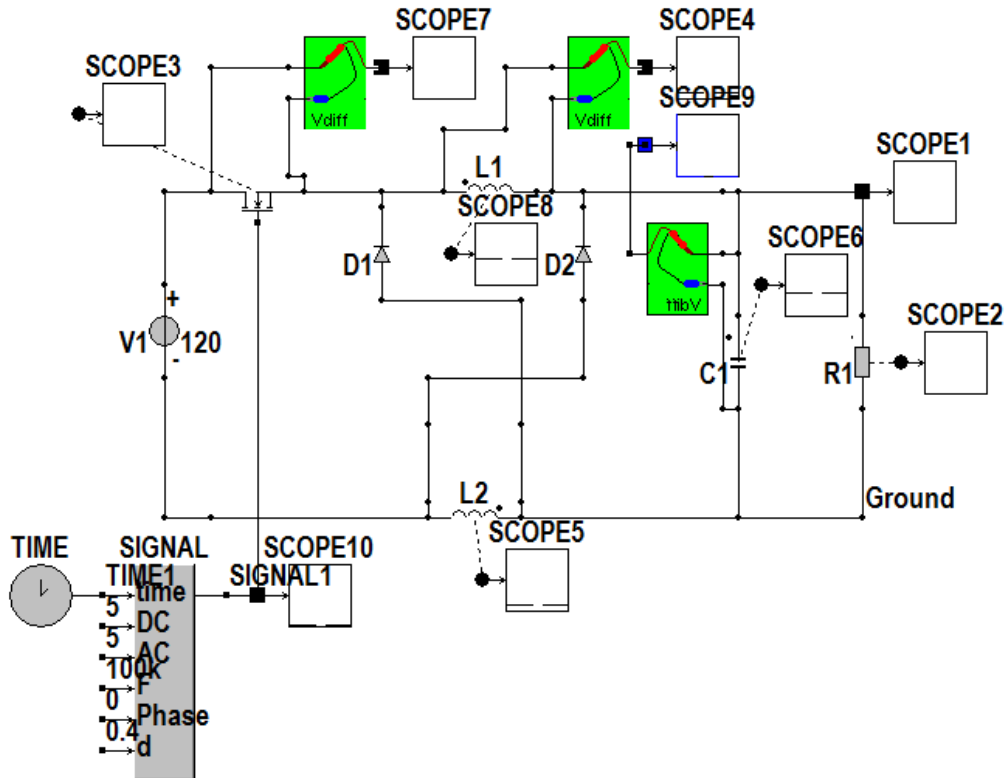 SCOPE7
SCOPE4
SCOPE3
SCOPE9
Vdiff
Vdiff
SCOPE1
L1
SCOPE8
SCOPE6
D1
D2
Vdiff
SCOPE2
+
V1
120
-
C1
R1
L2
Ground
SCOPE5
TIME
SIGNAL
SCOPE10
TIME1
SIGNAL1
time
5
DC
5
AC
100k
F
0
Phase
0.4
d